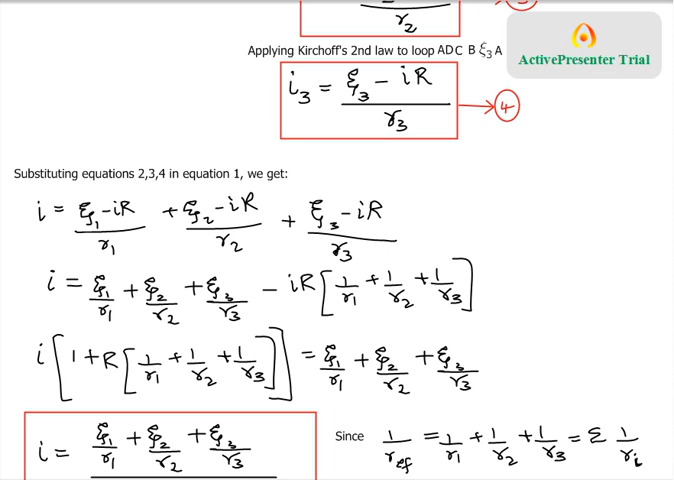 r₂
Applying Kirchoff's 2nd law to loop ADC B ξ₃ A
ActivePresenter Trial
i₃ = (ξ₃ - iR)/r₃ → ④
Substituting equations 2,3,4 in equation 1, we get:
i = (ξ₁-iR)/r₁ + (ξ₂-iR)/r₂ + (ξ₃-iR)/r₃
i = ξ₁/r₁ + ξ₂/r₂ + ξ₃/r₃ - iR[1/r₁ + 1/r₂ + 1/r₃]
i[1+R[1/r₁ + 1/r₂ + 1/r₃]] = ξ₁/r₁ + ξ₂/r₂ + ξ₃/r₃
i = ξ₁/r₁ + ξ₂/r₂ + ξ₃/r₃
Since 1/r_ef = 1/r₁ + 1/r₂ + 1/r₃ = Σ 1/rᵢ